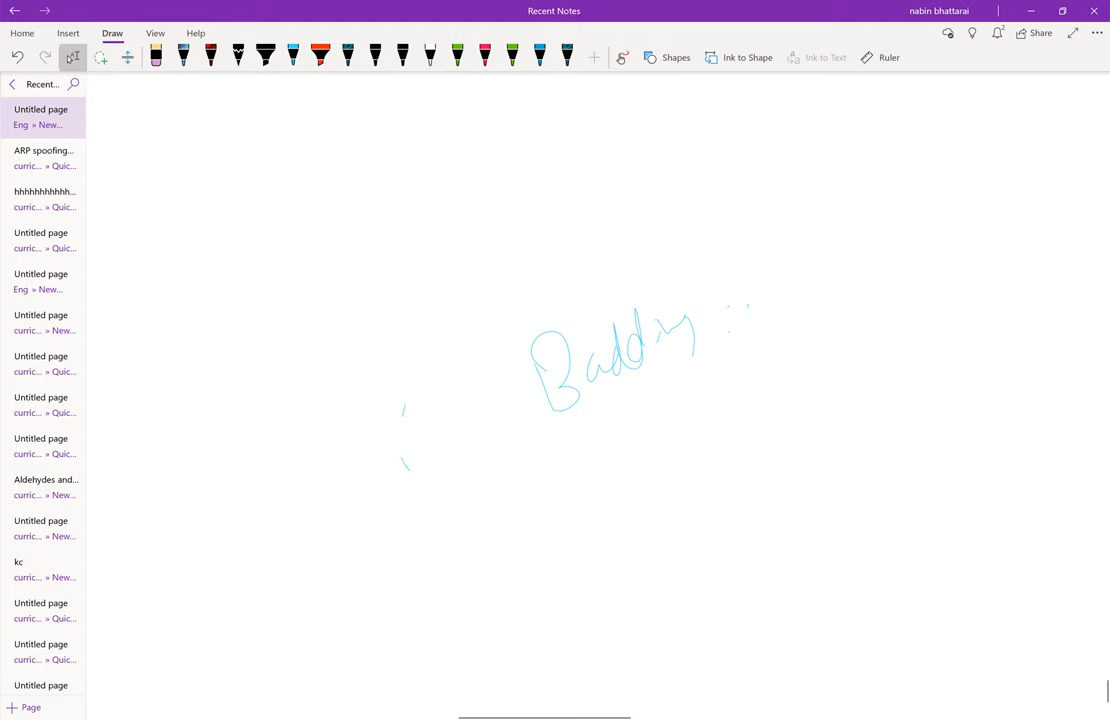 Recent Notes
nabin bhattarai
Home Insert Draw View Help
Share
Shapes Ink to Shape Ink to Text Ruler
Recent...
Untitled page
Eng » New...
ARP spoofing...
curric... » Quic...
hhhhhhhhhhh...
curric... » Quic...
Untitled page
curric... » Quic...
Untitled page
Eng » New...
Untitled page
curric... » New...
Untitled page
curric... » Quic...
Untitled page
curric... » Quic...
Untitled page
curric... » Quic...
Aldehydes and...
curric... » New...
Untitled page
curric... » New...
kc
curric... » New...
Untitled page
curric... » Quic...
Untitled page
curric... » Quic...
Untitled page
Page